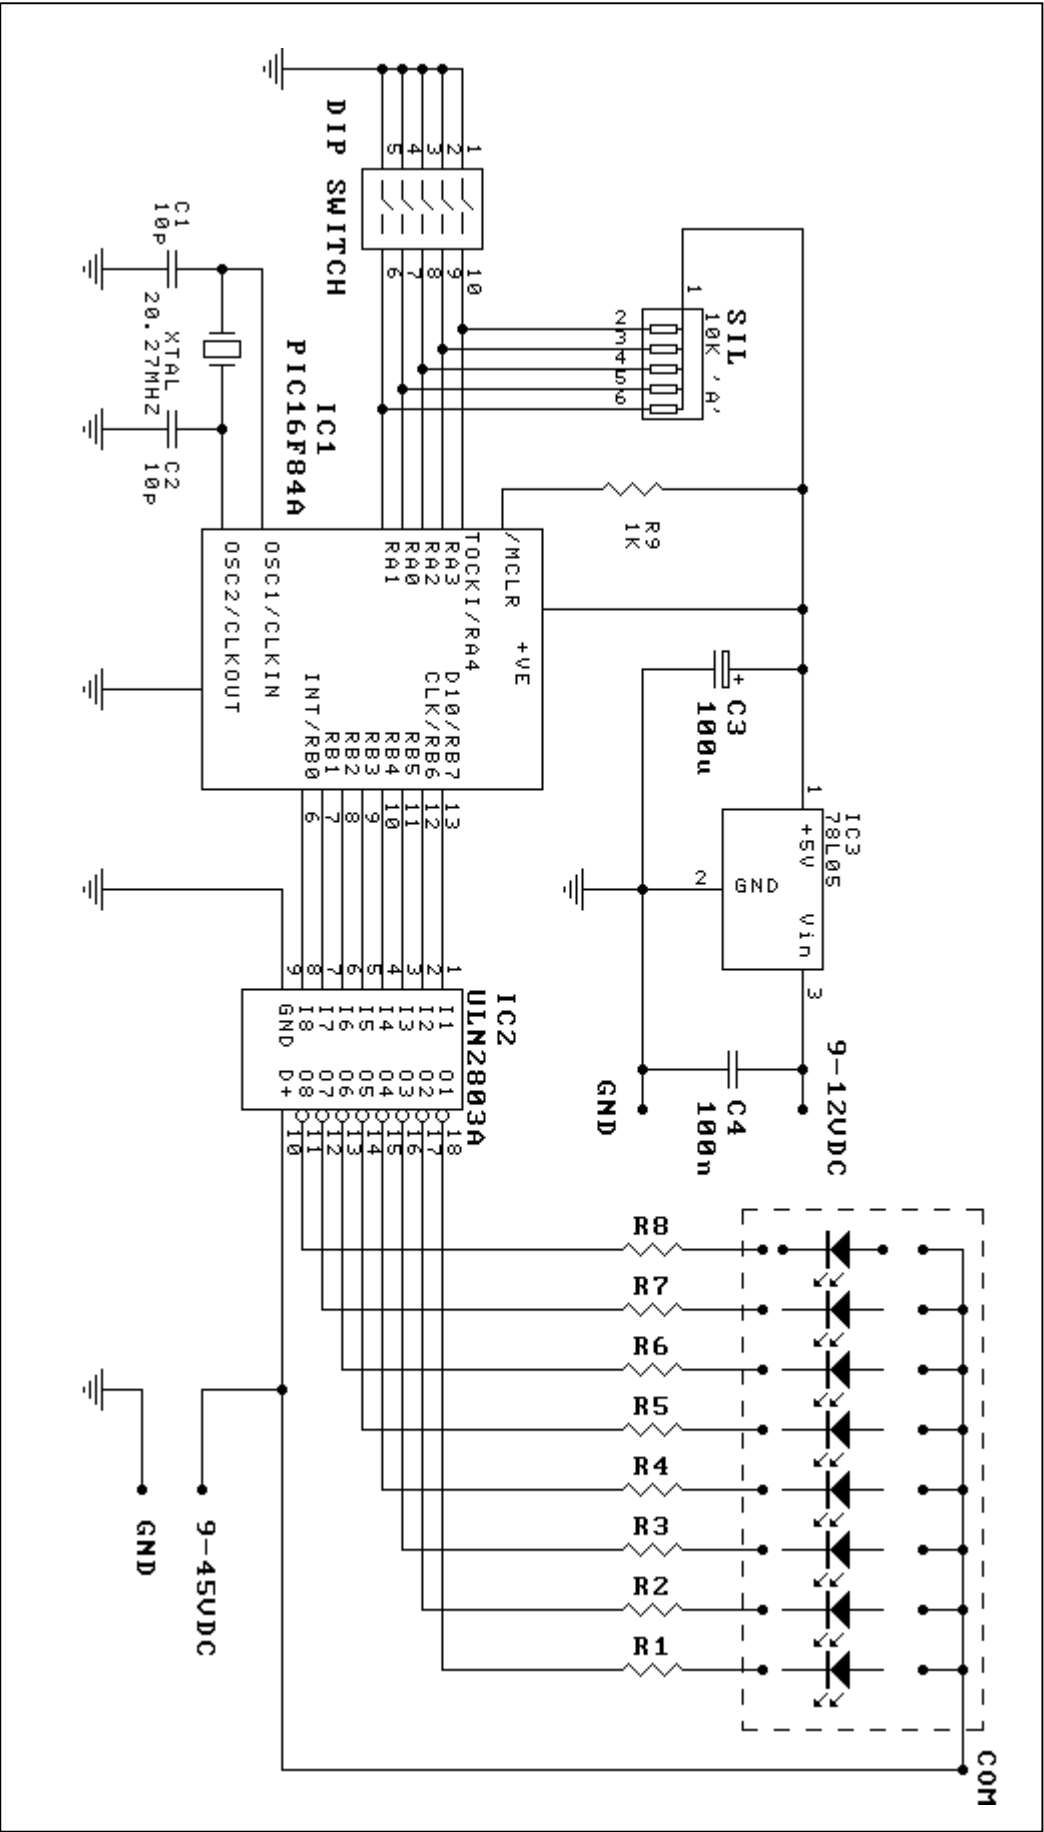 DIP SWITCH
1
2
3
4
5
10
9
8
7
6
SIL
10K 'A'
1
2
3
4
5
6
C1
10p
XTAL
20.27MHZ
C2
10p
IC1
PIC16F84A
R9
1K
/MCLR
+VE
TOCKI/RA4
RA3
RA2
RA0
RA1
OSC1/CLKIN
OSC2/CLKOUT
D10/RB7
CLK/RB6
RB5
RB4
RB3
RB2
RB1
INT/RB0
13
12
11
10
9
8
7
6
C3
100u
+
IC3
78L05
1
+5V
2
GND
Vin
3
9-12VDC
C4
100n
GND
IC2
ULN2803A
1
2
3
4
5
6
7
8
9
I1
I2
I3
I4
I5
I6
I7
I8
GND
O1
O2
O3
O4
O5
O6
O7
O8
D+
18
17
16
15
14
13
12
11
10
R8
R7
R6
R5
R4
R3
R2
R1
COM
9-45VDC
GND